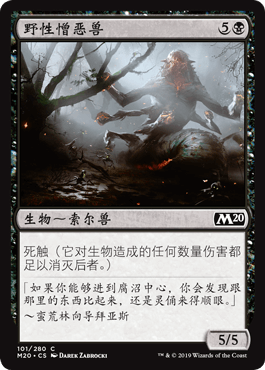 野性憎恶兽 5
生物～索尔兽 M20
死触（它对生物造成的任何数量伤害都
足以消灭后者。）
「如果你能够进到腐沼中心，你会发现跟
那里的东西比起来，还是灵俑来得顺眼。」
～蛮荒林向导拜亚斯
5/5
101/280 C
M20 • CS DAREK ZABROCKI
™ & © 2019 Wizards of the Coast